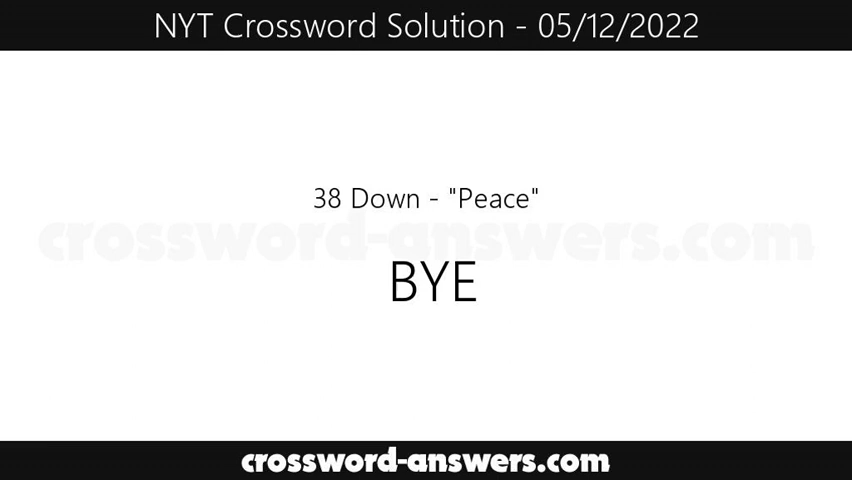 NYT Crossword Solution - 05/12/2022
38 Down - "Peace"
crossword-answers.com
BYE
crossword-answers.com